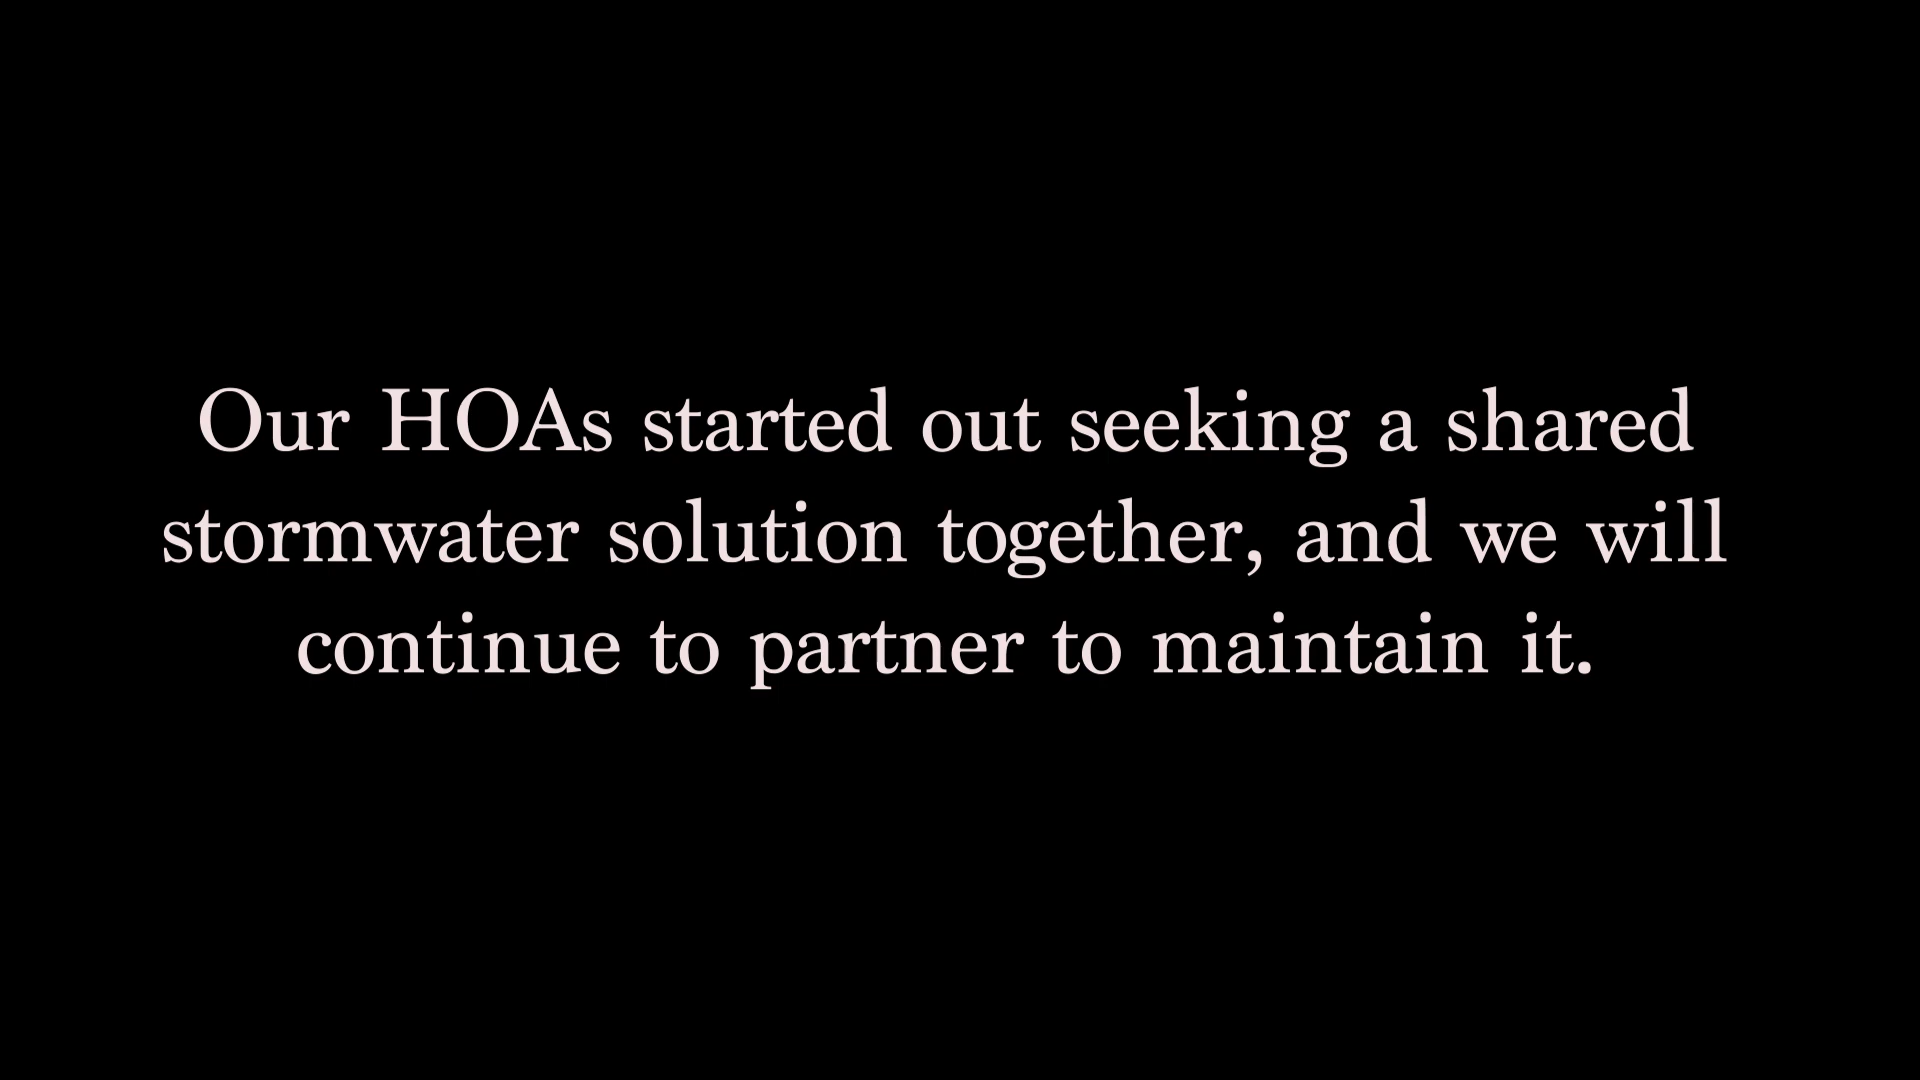 Our HOAs started out seeking a shared
stormwater solution together, and we will
continue to partner to maintain it.